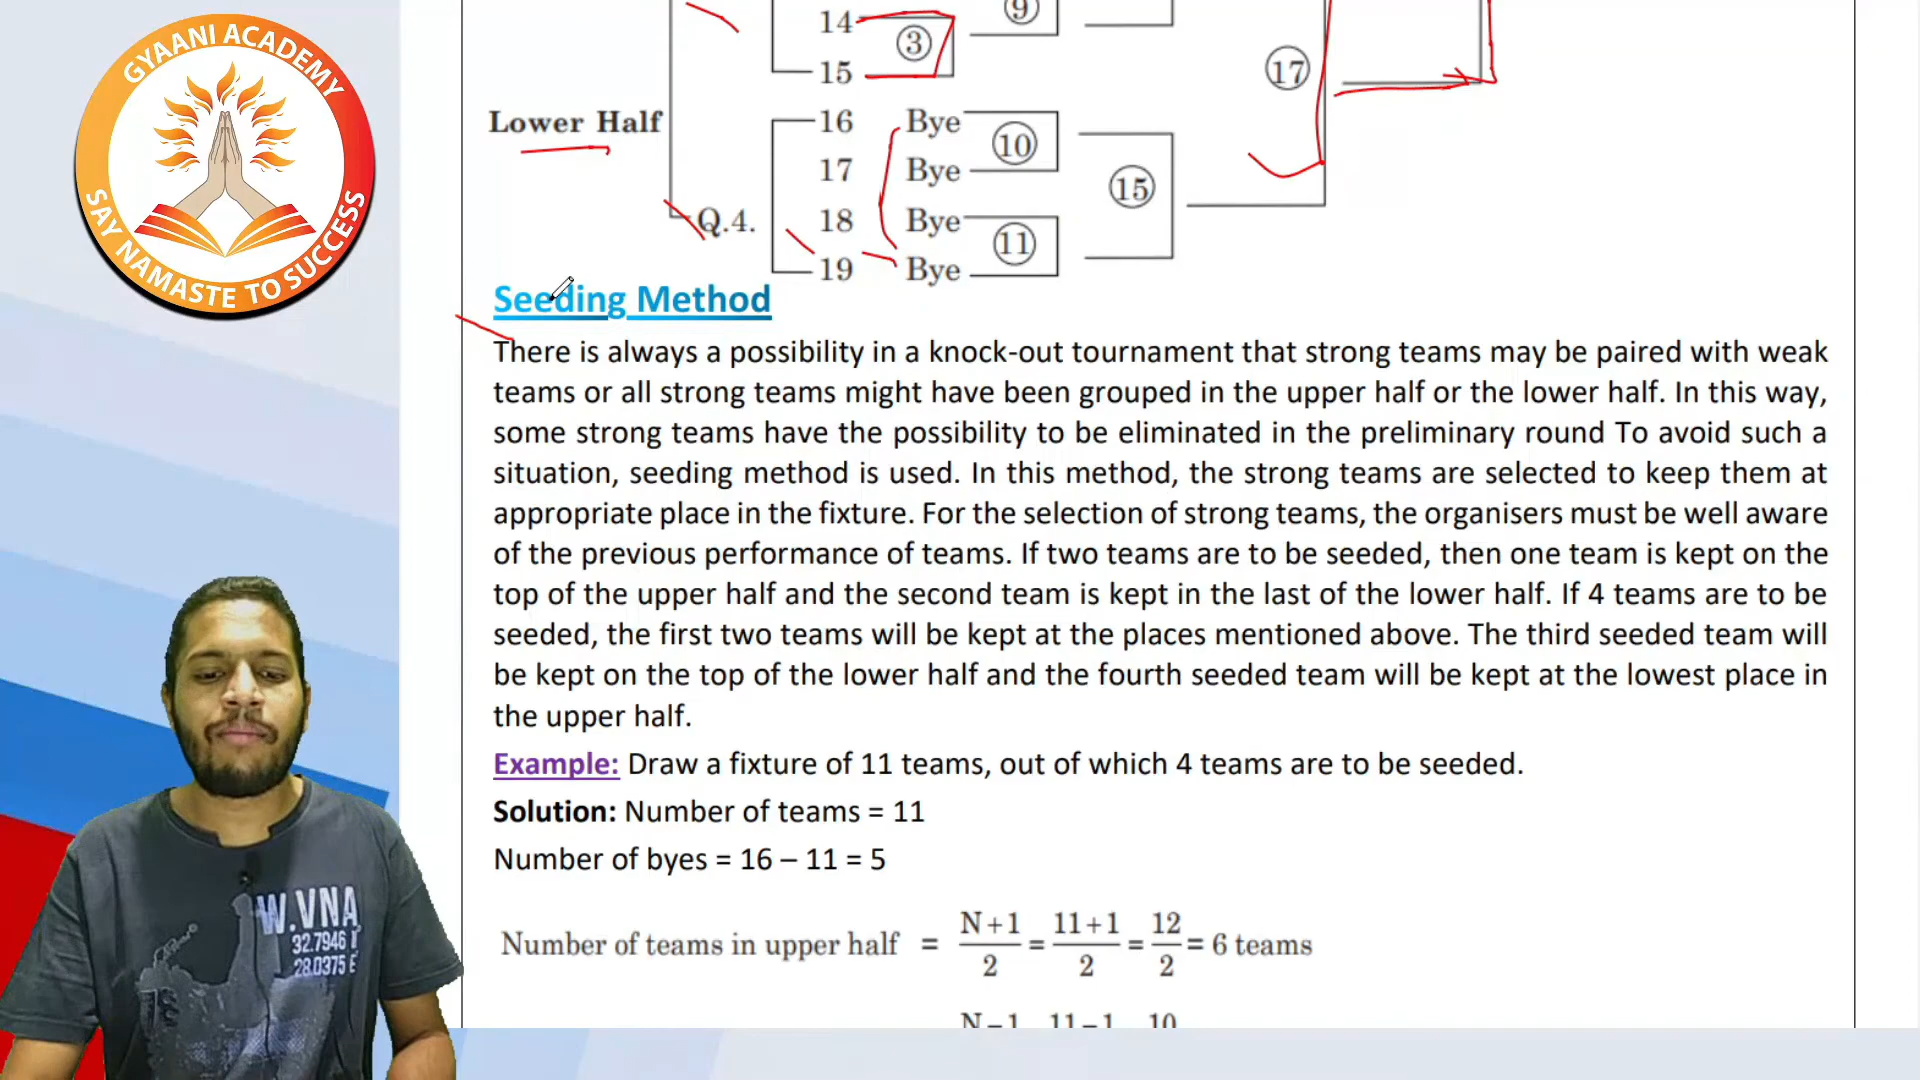 GYAANI ACADEMY
SAY NAMASTE TO SUCCESS
14
③
⑨
15
⑰
Lower Half
16 Bye
⑩
17 Bye
⑮
Q.4.
18 Bye
⑪
19 Bye
Seeding Method
There is always a possibility in a knock-out tournament that strong teams may be paired with weak
teams or all strong teams might have been grouped in the upper half or the lower half. In this way,
some strong teams have the possibility to be eliminated in the preliminary round To avoid such a
situation, seeding method is used. In this method, the strong teams are selected to keep them at
appropriate place in the fixture. For the selection of strong teams, the organisers must be well aware
of the previous performance of teams. If two teams are to be seeded, then one team is kept on the
top of the upper half and the second team is kept in the last of the lower half. If 4 teams are to be
seeded, the first two teams will be kept at the places mentioned above. The third seeded team will
be kept on the top of the lower half and the fourth seeded team will be kept at the lowest place in
the upper half.
Example: Draw a fixture of 11 teams, out of which 4 teams are to be seeded.
Solution: Number of teams = 11
Number of byes = 16 – 11 = 5
Number of teams in upper half = N+1/2 = 11+1/2 = 12/2 = 6 teams
N–1 11–1 10
W.VNA
32.7946 N
28.0375 E